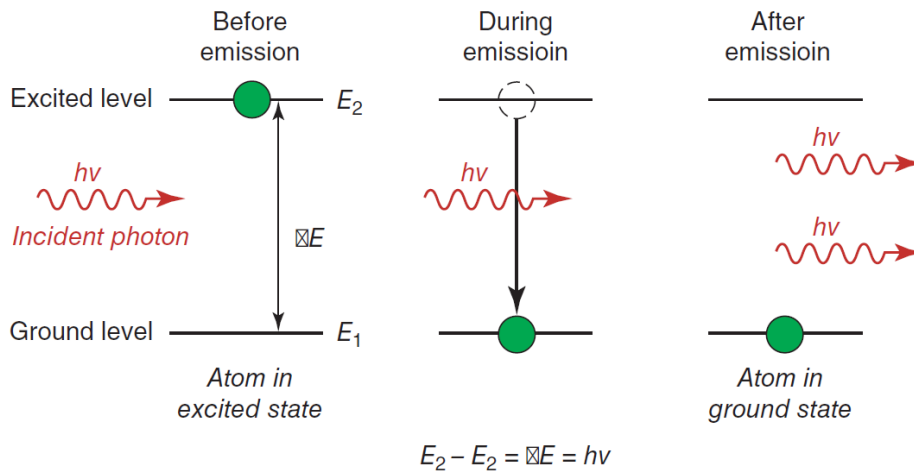 Before
emission
During
emissioin
After
emissioin
Excited level
E₂
hv
Incident photon
hv
hv
hv
☒E
Ground level
E₁
Atom in
excited state
Atom in
ground state
E₂ – E₂ = ☒E = hv